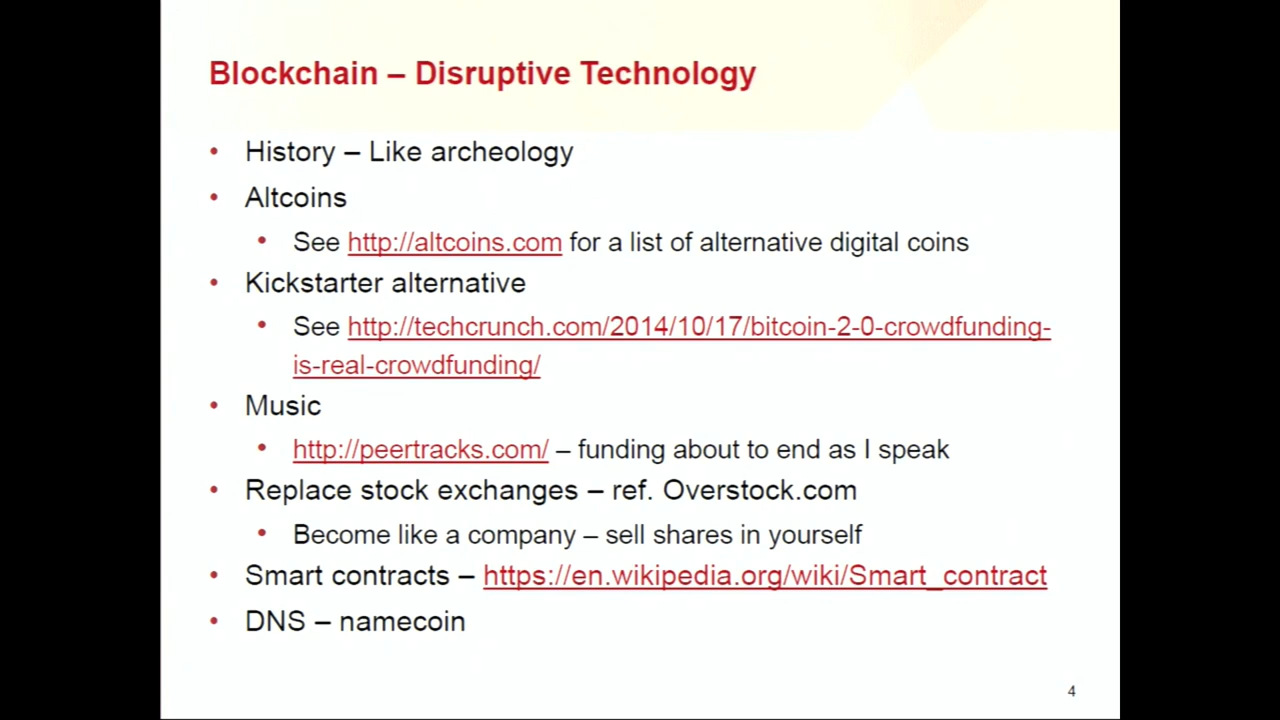 Blockchain – Disruptive Technology
• History – Like archeology
• Altcoins
• See http://altcoins.com for a list of alternative digital coins
• Kickstarter alternative
• See http://techcrunch.com/2014/10/17/bitcoin-2-0-crowdfunding-
is-real-crowdfunding/
• Music
• http://peertracks.com/ – funding about to end as I speak
• Replace stock exchanges – ref. Overstock.com
• Become like a company – sell shares in yourself
• Smart contracts – https://en.wikipedia.org/wiki/Smart_contract
• DNS – namecoin
4